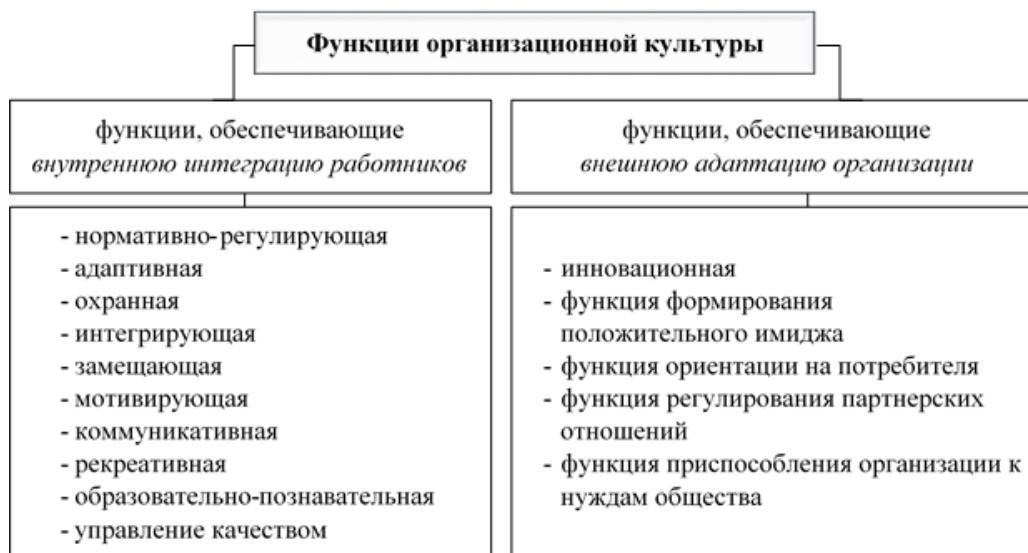 Функции организационной культуры
функции, обеспечивающие
внутреннюю интеграцию работников
функции, обеспечивающие
внешнюю адаптацию организации
- нормативно-регулирующая
- адаптивная
- охранная
- интегрирующая
- замещающая
- мотивирующая
- коммуникативная
- рекреативная
- образовательно-познавательная
- управление качеством
- инновационная
- функция формирования
положительного имиджа
- функция ориентации на потребителя
- функция регулирования партнерских
отношений
- функция приспособления организации к
нуждам общества